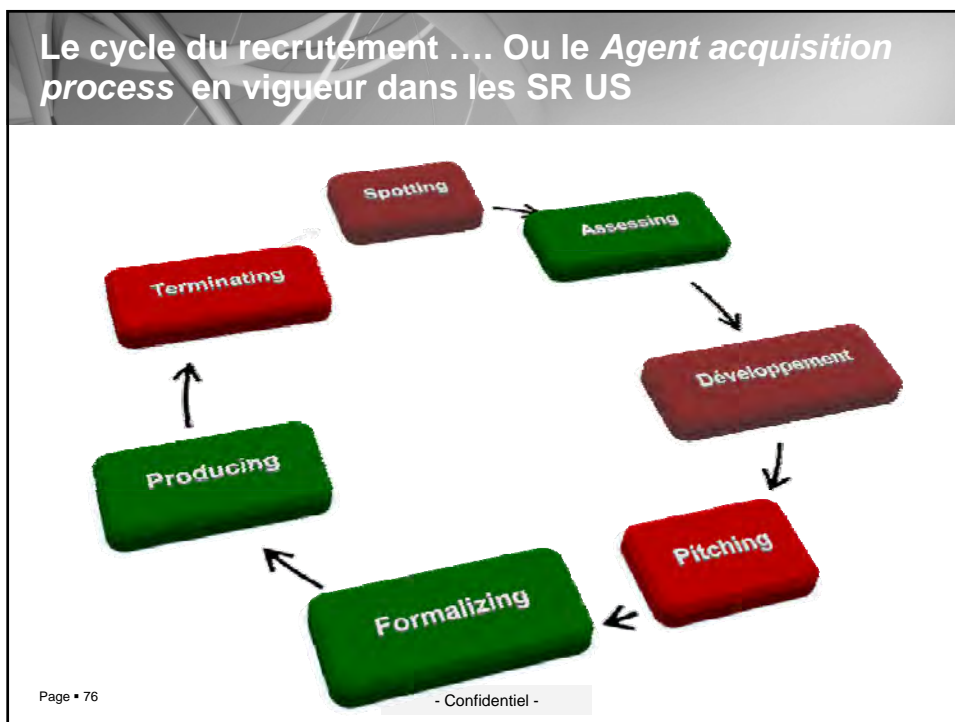 Le cycle du recrutement .... Ou le Agent acquisition
process en vigueur dans les SR US
Spotting
Assessing
Développement
Pitching
Formalizing
Producing
Terminating
Page ▪ 76
- Confidentiel -